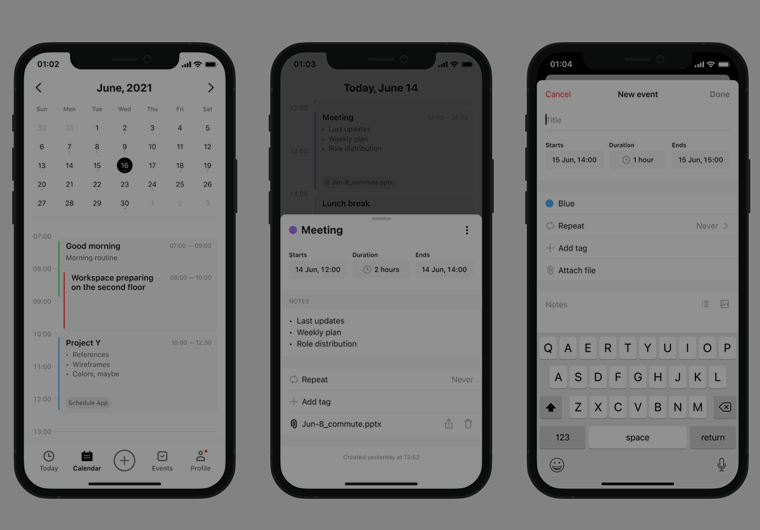 01:02
June, 2021
Sun Mon Tue Wed Thu Fri Sat
30 31 1 2 3 4 5
6 7 8 9 10 11 12
13 14 15 16 17 18 19
20 21 22 23 24 25 26
27 28 29 30 1 2 3
07:00
Good morning 07:00 — 09:00
Morning routine
08:00
Workspace preparing 08:00 — 10:00
on the second floor
09:00
10:00
Project Y 10:00 — 12:30
• References
• Wireframes
11:00
• Colors, maybe
12:00
Schedule App
13:00
Today Calendar Events Profile
01:03
Today, June 14
12:00
Meeting 12:00 — 14:00
• Last updates
• Weekly plan
• Role distribution
Jun-8_commute.pptx
14:00
Lunch break
Meeting
Starts Duration Ends
14 Jun, 12:00 2 hours 14 Jun, 14:00
NOTES
• Last updates
• Weekly plan
• Role distribution
Repeat Never
+ Add tag
Jun-8_commute.pptx
Created yesterday at 13:52
01:04
Cancel New event Done
Title
Starts Duration Ends
15 Jun, 14:00 1 hour 15 Jun, 15:00
Blue
Repeat Never >
+ Add tag
Attach file
Notes
Q A E R T Y U I O P
A S D F G H J K L
Z X C V B N M
123 space return